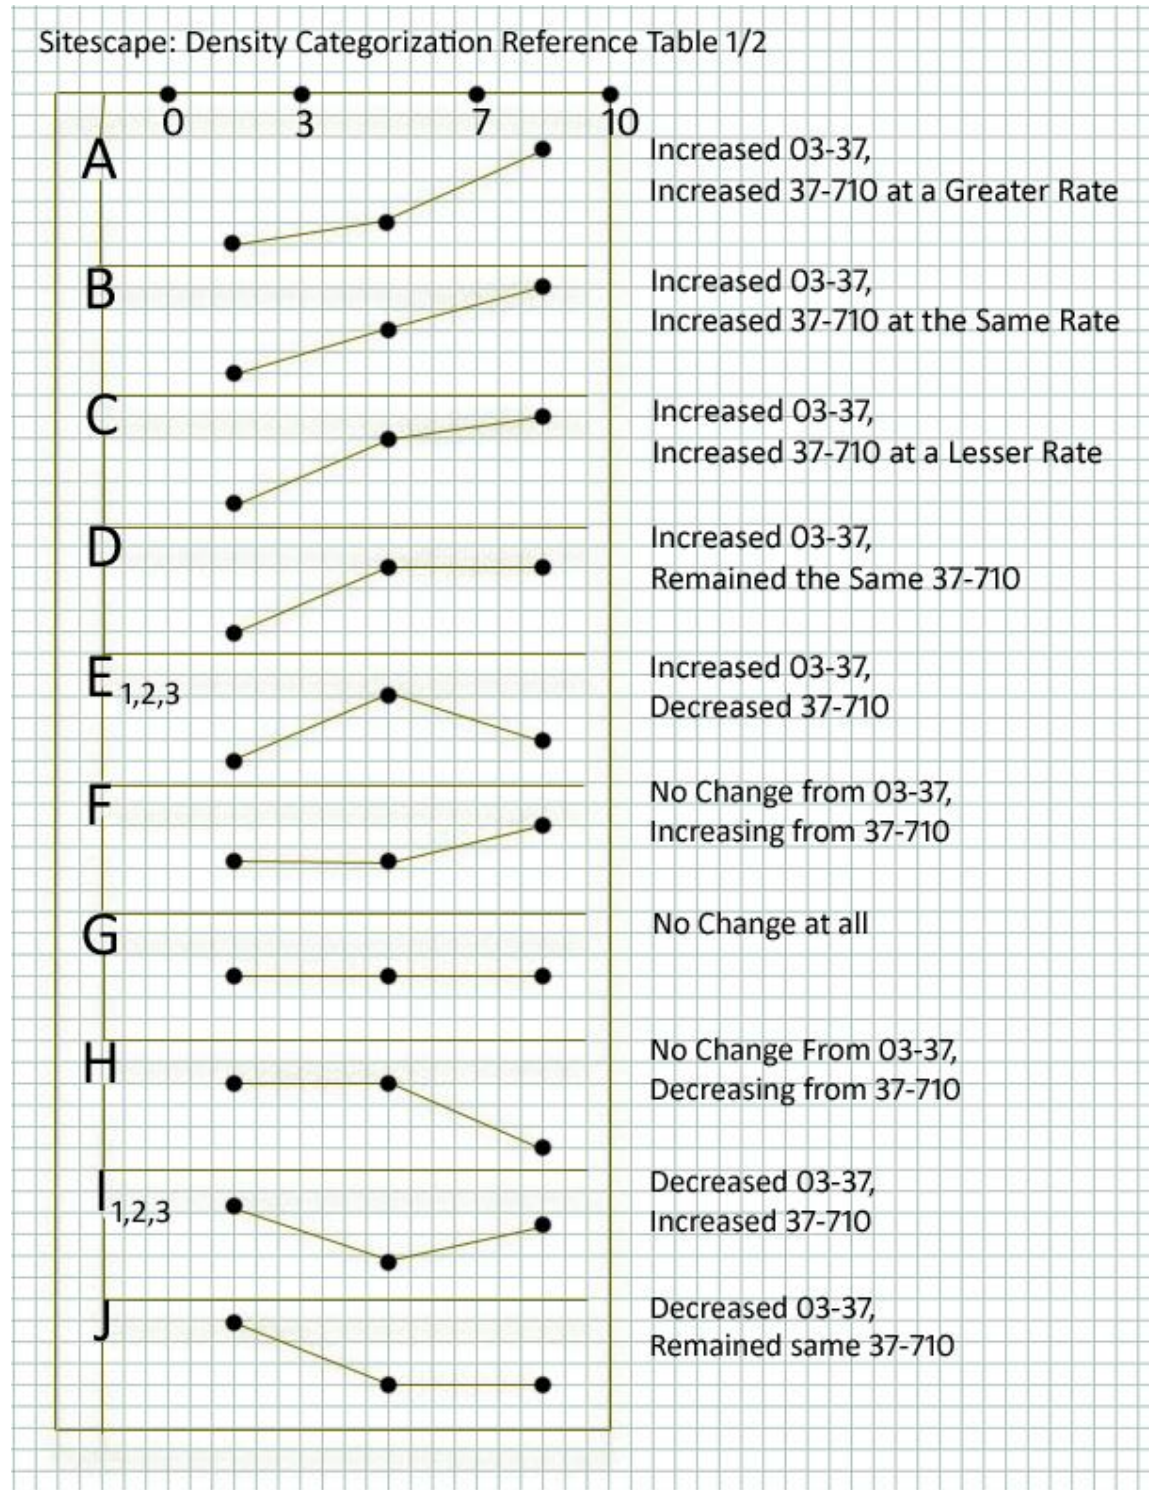 Sitescape: Density Categorization Reference Table 1/2
0 3 7 10
A
Increased 03-37,
Increased 37-710 at a Greater Rate
B
Increased 03-37,
Increased 37-710 at the Same Rate
C
Increased 03-37,
Increased 37-710 at a Lesser Rate
D
Increased 03-37,
Remained the Same 37-710
E 1,2,3
Increased 03-37,
Decreased 37-710
F
No Change from 03-37,
Increasing from 37-710
G
No Change at all
H
No Change From 03-37,
Decreasing from 37-710
I 1,2,3
Decreased 03-37,
Increased 37-710
J
Decreased 03-37,
Remained same 37-710